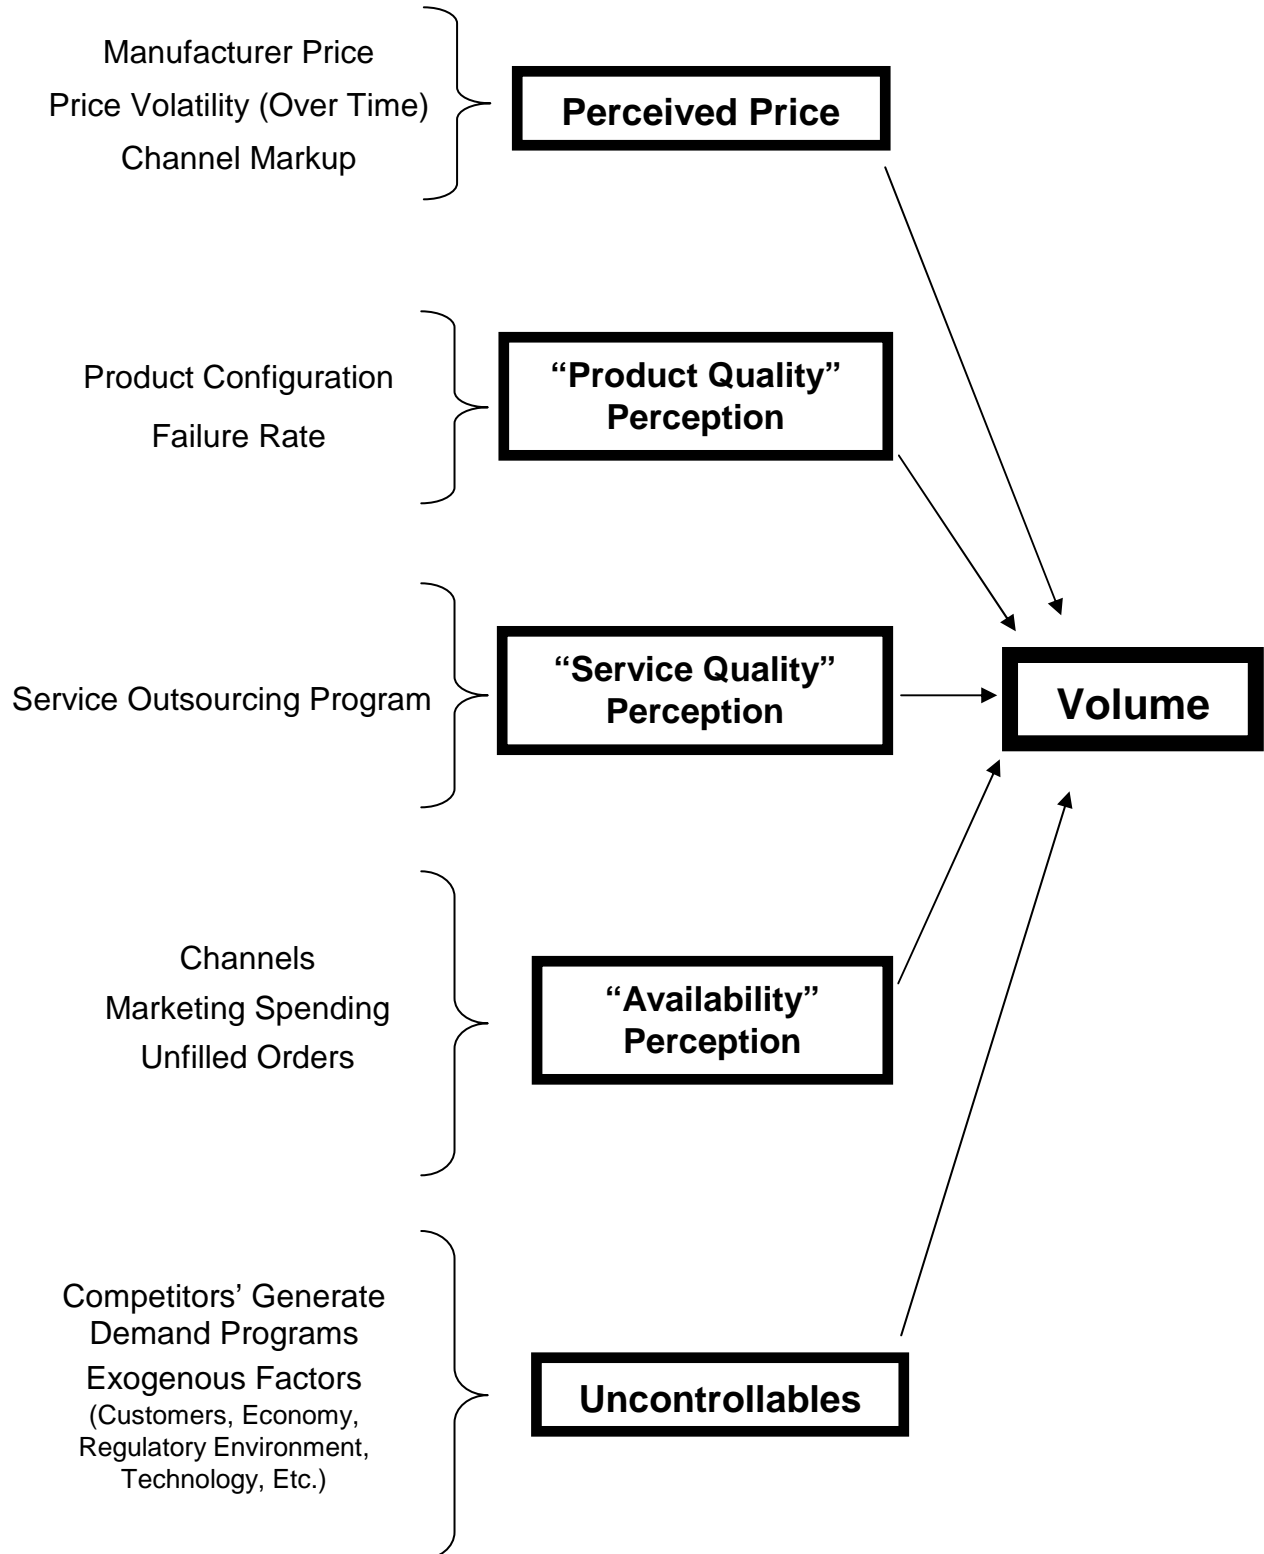 Manufacturer Price
Price Volatility (Over Time)
Channel Markup
Perceived Price
Product Configuration
Failure Rate
“Product Quality”
Perception
Service Outsourcing Program
“Service Quality”
Perception
Volume
Channels
Marketing Spending
Unfilled Orders
“Availability”
Perception
Competitors’ Generate
Demand Programs
Exogenous Factors
(Customers, Economy,
Regulatory Environment,
Technology, Etc.)
Uncontrollables